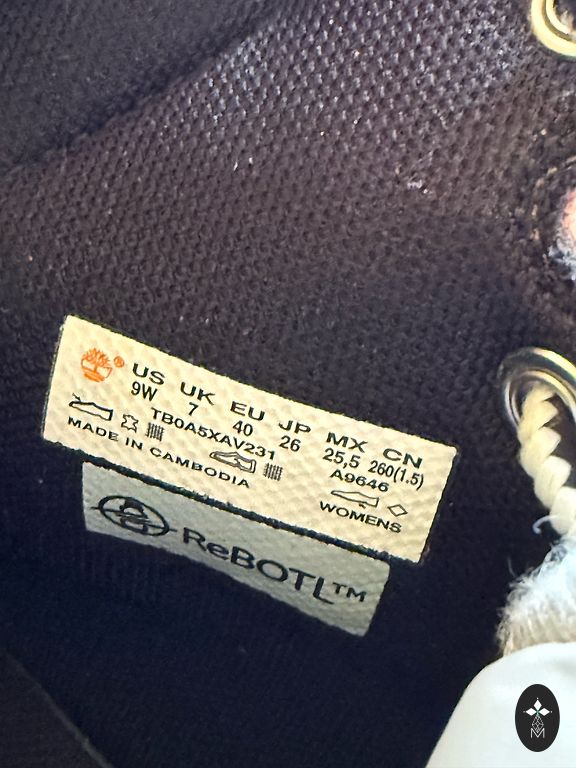 US UK EU JP MX CN
9W 7 40 26 25,5 260(1.5)
TB0A5XAV231 A9646
MADE IN CAMBODIA WOMENS
ReBOTL™
M